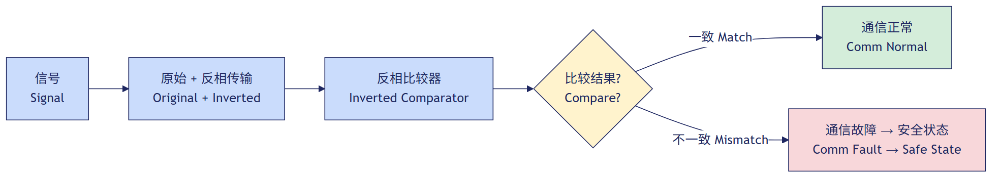 信号
Signal
原始 + 反相传输
Original + Inverted
反相比较器
Inverted Comparator
比较结果?
Compare?
一致 Match
通信正常
Comm Normal
不一致 Mismatch
通信故障 → 安全状态
Comm Fault → Safe State